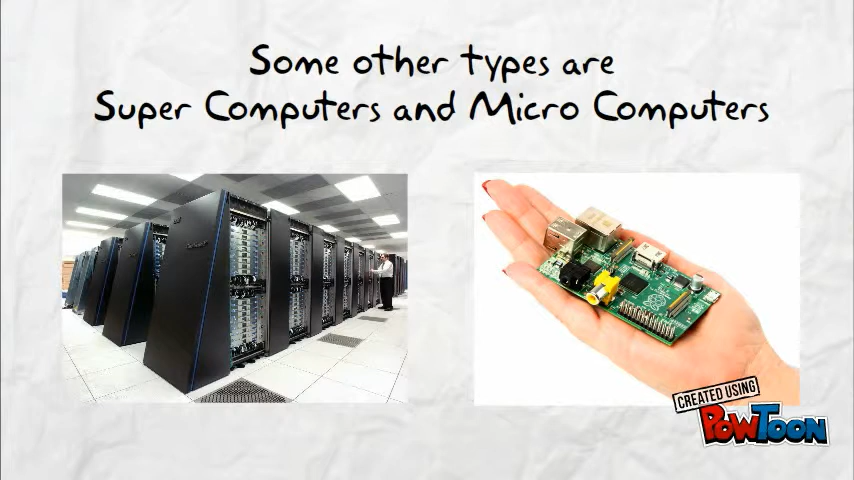 Some other types are
Super Computers and Micro Computers
CREATED USING
POWTOON